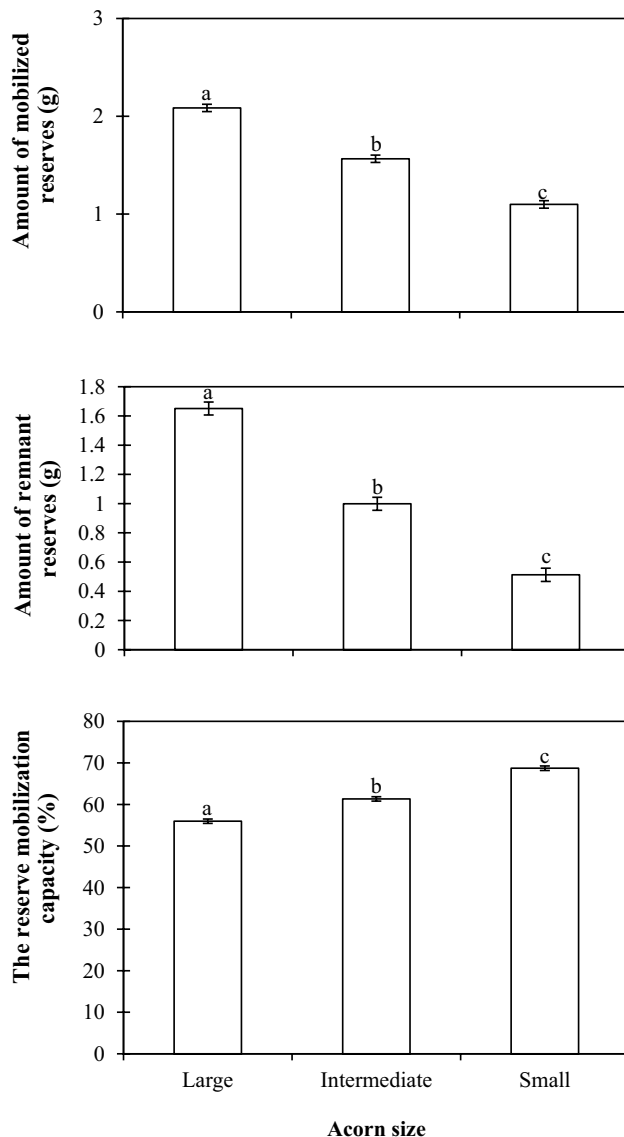 Amount of mobilized
reserves (g)
3
2
1
0
a
b
c
Amount of remnant
reserves (g)
1.8
1.6
1.4
1.2
1
0.8
0.6
0.4
0.2
0
a
b
c
The reserve mobilization
capacity (%)
80
70
60
50
40
30
20
10
0
a
b
c
Large Intermediate Small
Acorn size